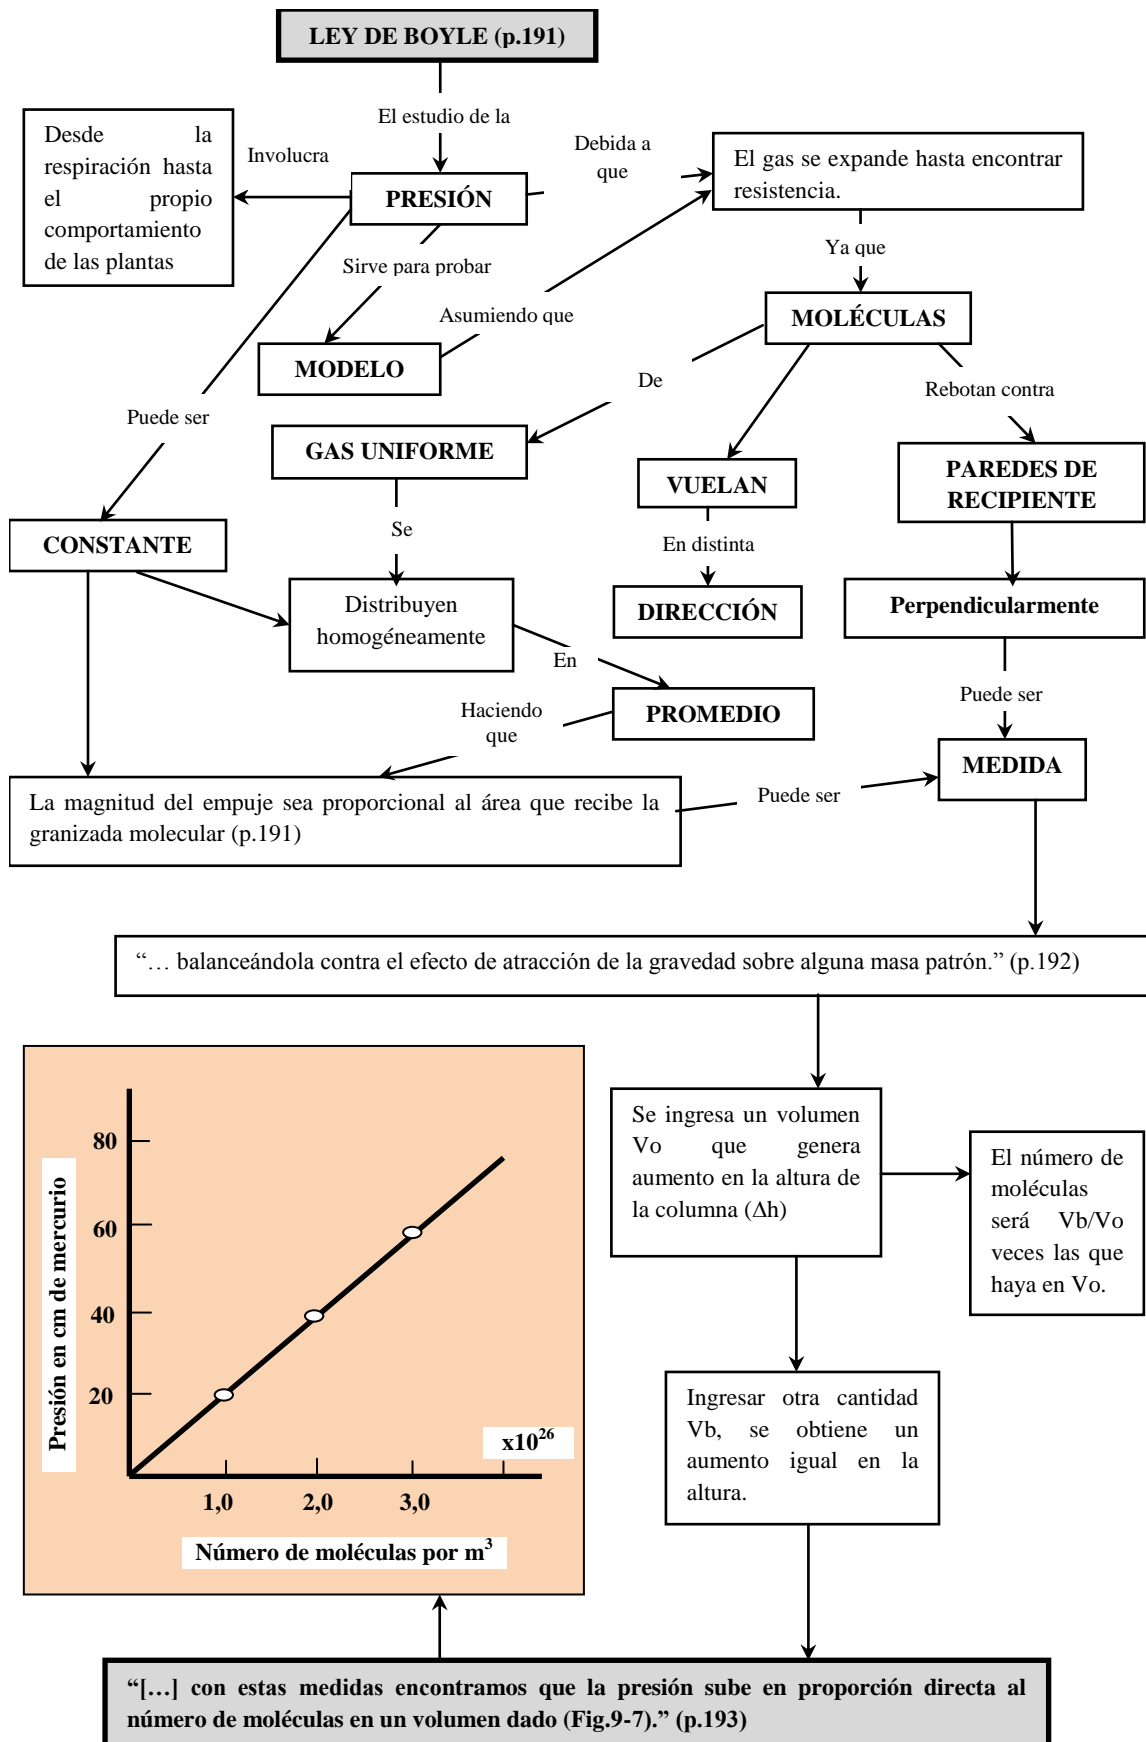 LEY DE BOYLE (p.191)
El estudio de la
Desde la
respiración hasta
el propio
comportamiento
de las plantas
Involucra
PRESIÓN
Debida a
que
El gas se expande hasta encontrar
resistencia.
Sirve para probar
Ya que
Asumiendo que
MODELO
MOLÉCULAS
De
Rebotan contra
Puede ser
GAS UNIFORME
VUELAN
PAREDES DE
RECIPIENTE
CONSTANTE
Se
En distinta
Distribuyen
homogéneamente
DIRECCIÓN
Perpendicularmente
En
Puede ser
Haciendo
que
PROMEDIO
MEDIDA
La magnitud del empuje sea proporcional al área que recibe la
granizada molecular (p.191)
Puede ser
“… balanceándola contra el efecto de atracción de la gravedad sobre alguna masa patrón.” (p.192)
Presión en cm de mercurio
80
60
40
20
x10²⁶
1,0 2,0 3,0
Número de moléculas por m³
Se ingresa un volumen
Vo que genera
aumento en la altura de
la columna (Δh)
El número de
moléculas
será Vb/Vo
veces las que
haya en Vo.
Ingresar otra cantidad
Vb, se obtiene un
aumento igual en la
altura.
“[…] con estas medidas encontramos que la presión sube en proporción directa al
número de moléculas en un volumen dado (Fig.9-7).” (p.193)